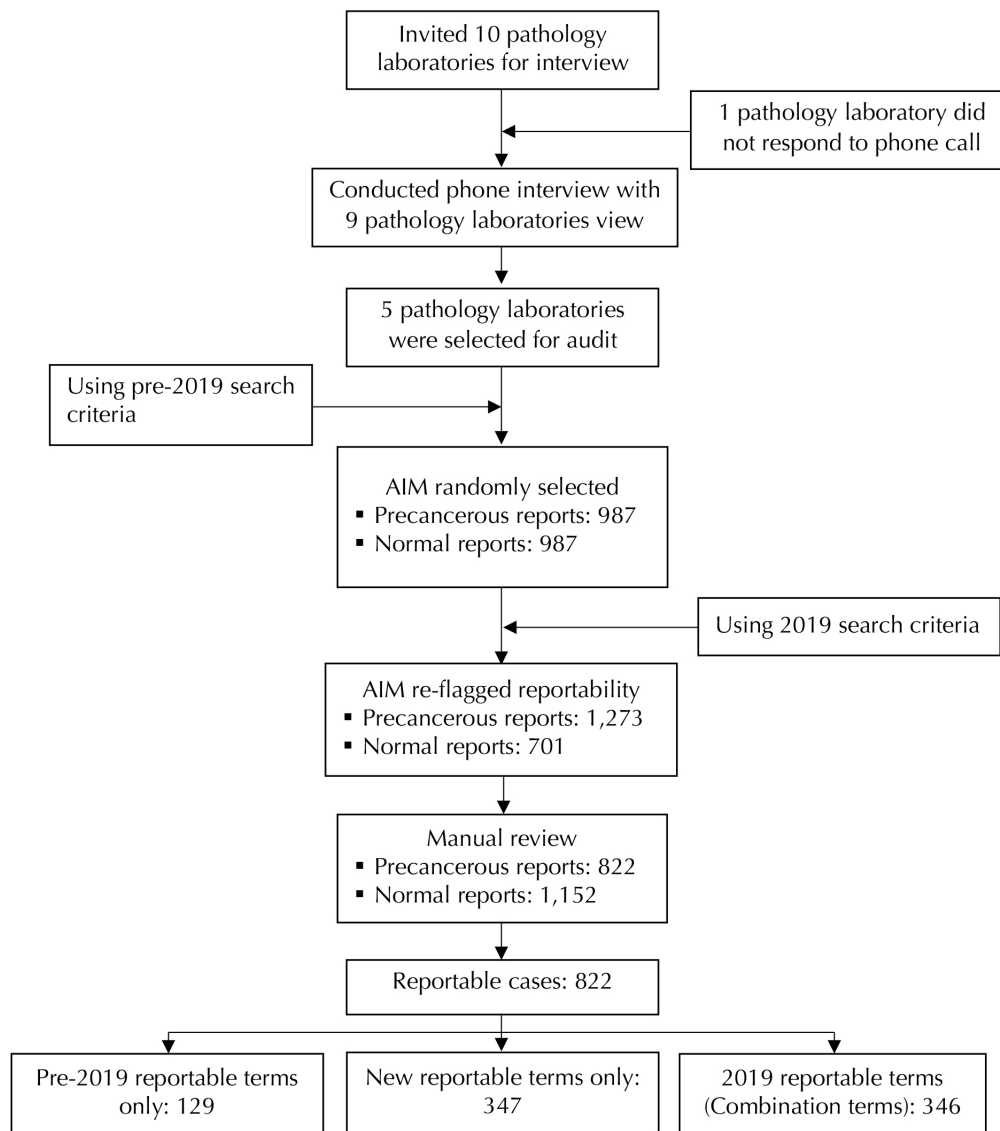 Invited 10 pathology
laboratories for interview
1 pathology laboratory did
not respond to phone call
Conducted phone interview with
9 pathology laboratories view
5 pathology laboratories
were selected for audit
Using pre-2019 search
criteria
AIM randomly selected
▪ Precancerous reports: 987
▪ Normal reports: 987
Using 2019 search criteria
AIM re-flagged reportability
▪ Precancerous reports: 1,273
▪ Normal reports: 701
Manual review
▪ Precancerous reports: 822
▪ Normal reports: 1,152
Reportable cases: 822
Pre-2019 reportable terms
only: 129
New reportable terms only:
347
2019 reportable terms
(Combination terms): 346